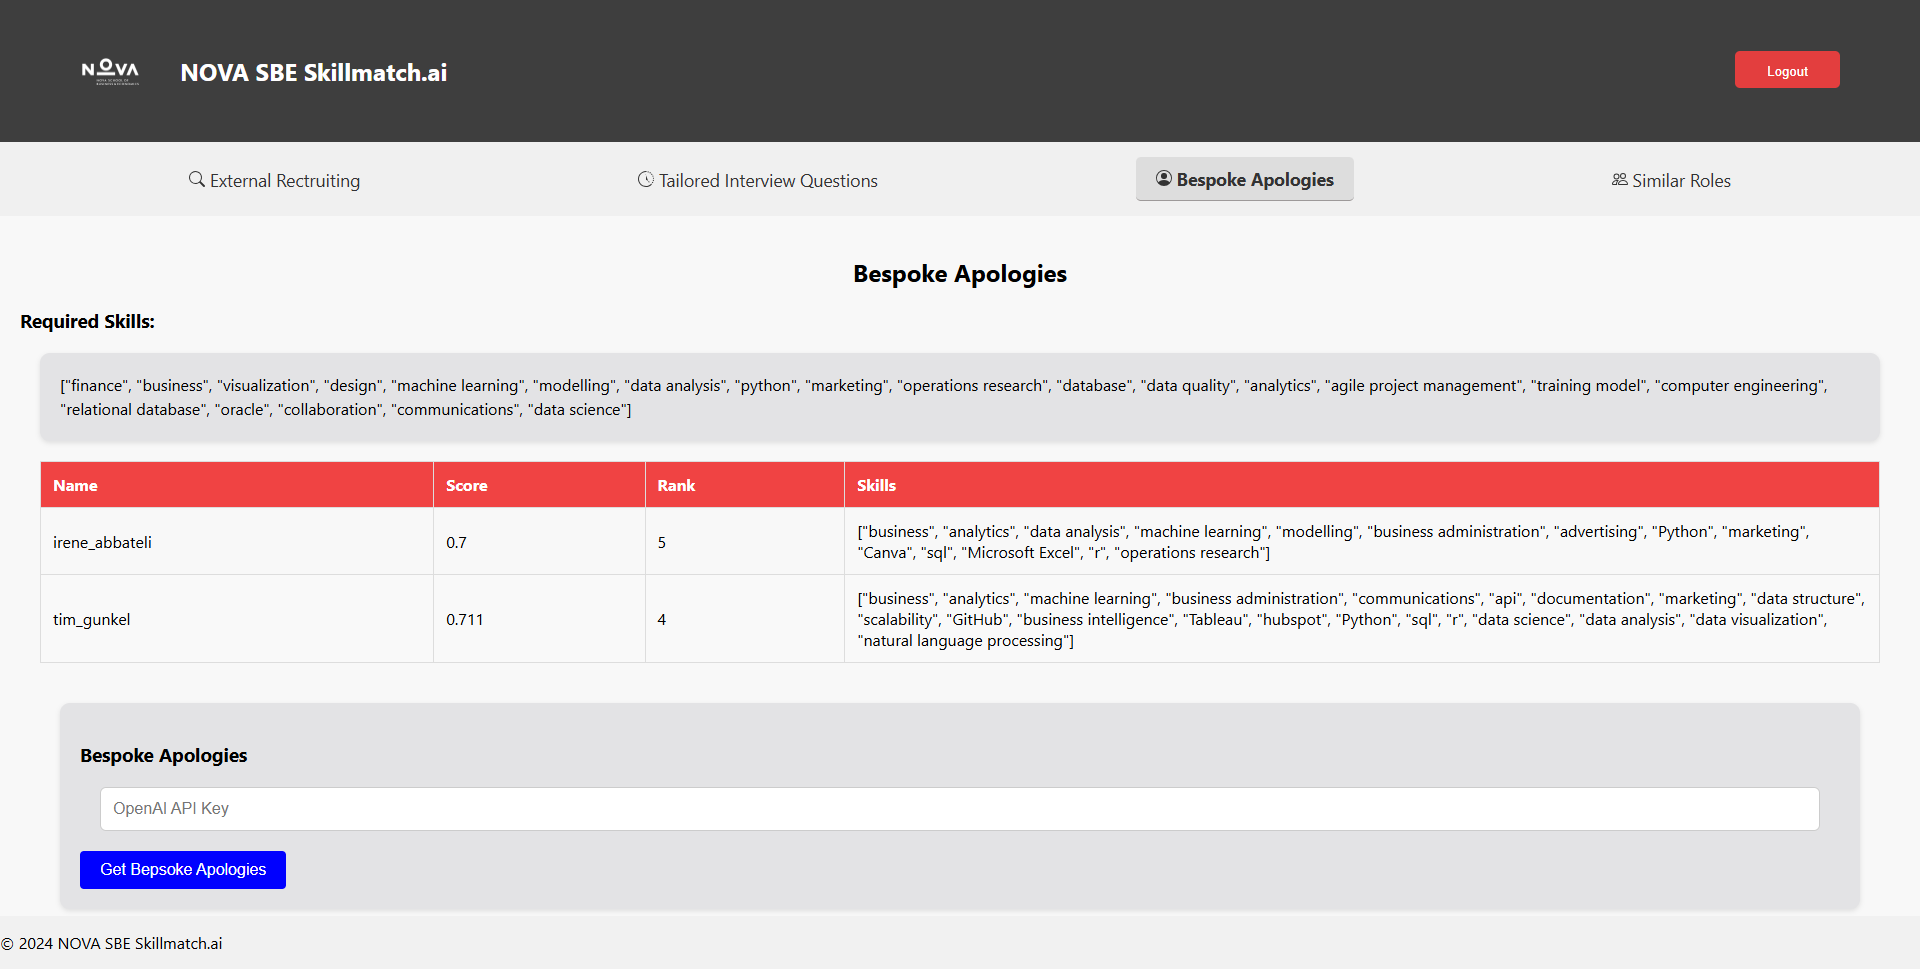 NOVA
NOVA SBE Skillmatch.ai
Logout
External Rectruiting
Tailored Interview Questions
Bespoke Apologies
Similar Roles
Bespoke Apologies
Required Skills:
["finance", "business", "visualization", "design", "machine learning", "modelling", "data analysis", "python", "marketing", "operations research", "database", "data quality", "analytics", "agile project management", "training model", "computer engineering",
"relational database", "oracle", "collaboration", "communications", "data science"]
Name Score Rank Skills
irene_abbateli 0.7 5 ["business", "analytics", "data analysis", "machine learning", "modelling", "business administration", "advertising", "Python", "marketing",
"Canva", "sql", "Microsoft Excel", "r", "operations research"]
tim_gunkel 0.711 4 ["business", "analytics", "machine learning", "business administration", "communications", "api", "documentation", "marketing", "data structure",
"scalability", "GitHub", "business intelligence", "Tableau", "hubspot", "Python", "sql", "r", "data science", "data analysis", "data visualization",
"natural language processing"]
Bespoke Apologies
OpenAI API Key
Get Bepsoke Apologies
© 2024 NOVA SBE Skillmatch.ai